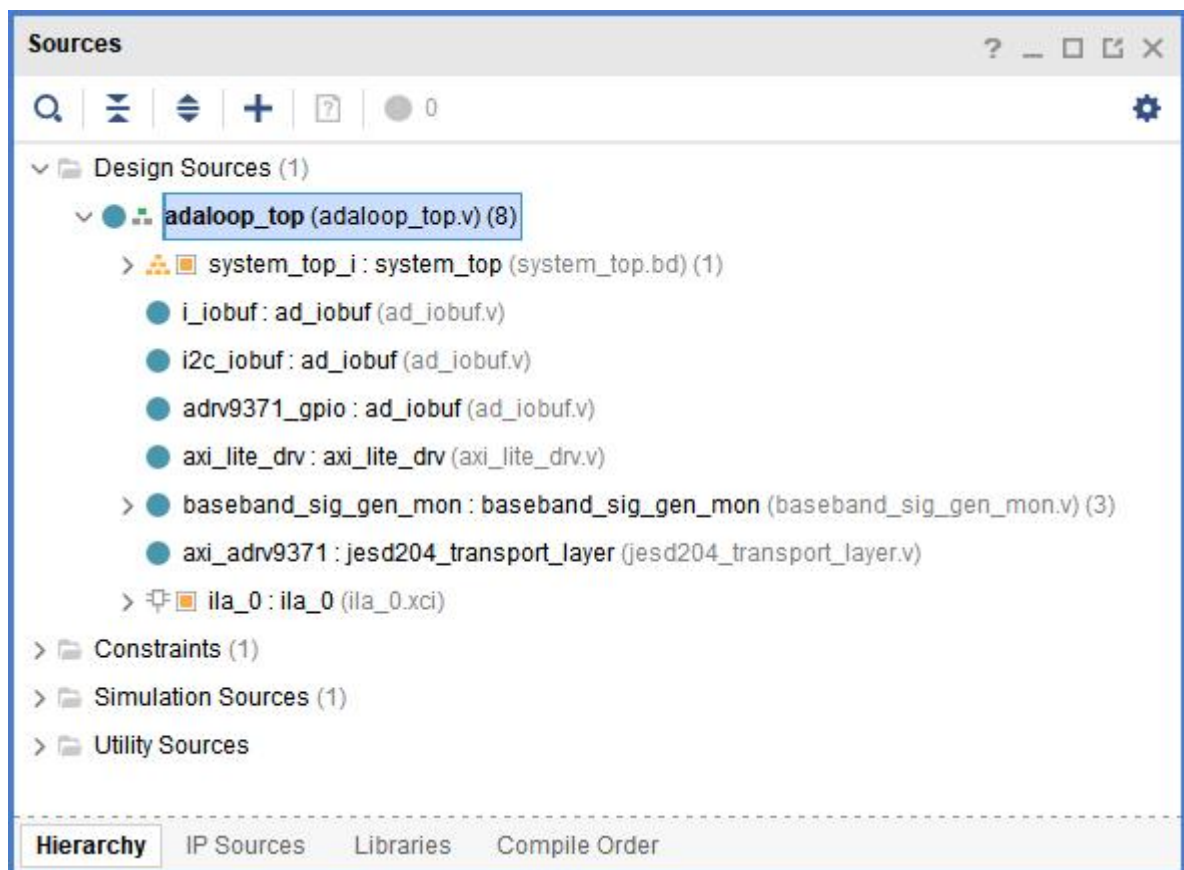 Sources
0
Design Sources (1)
adaloop_top (adaloop_top.v) (8)
system_top_i : system_top (system_top.bd) (1)
i_iobuf : ad_iobuf (ad_iobuf.v)
i2c_iobuf : ad_iobuf (ad_iobuf.v)
adrv9371_gpio : ad_iobuf (ad_iobuf.v)
axi_lite_drv : axi_lite_drv (axi_lite_drv.v)
baseband_sig_gen_mon : baseband_sig_gen_mon (baseband_sig_gen_mon.v) (3)
axi_adrv9371 : jesd204_transport_layer (jesd204_transport_layer.v)
ila_0 : ila_0 (ila_0.xci)
Constraints (1)
Simulation Sources (1)
Utility Sources
Hierarchy IP Sources Libraries Compile Order